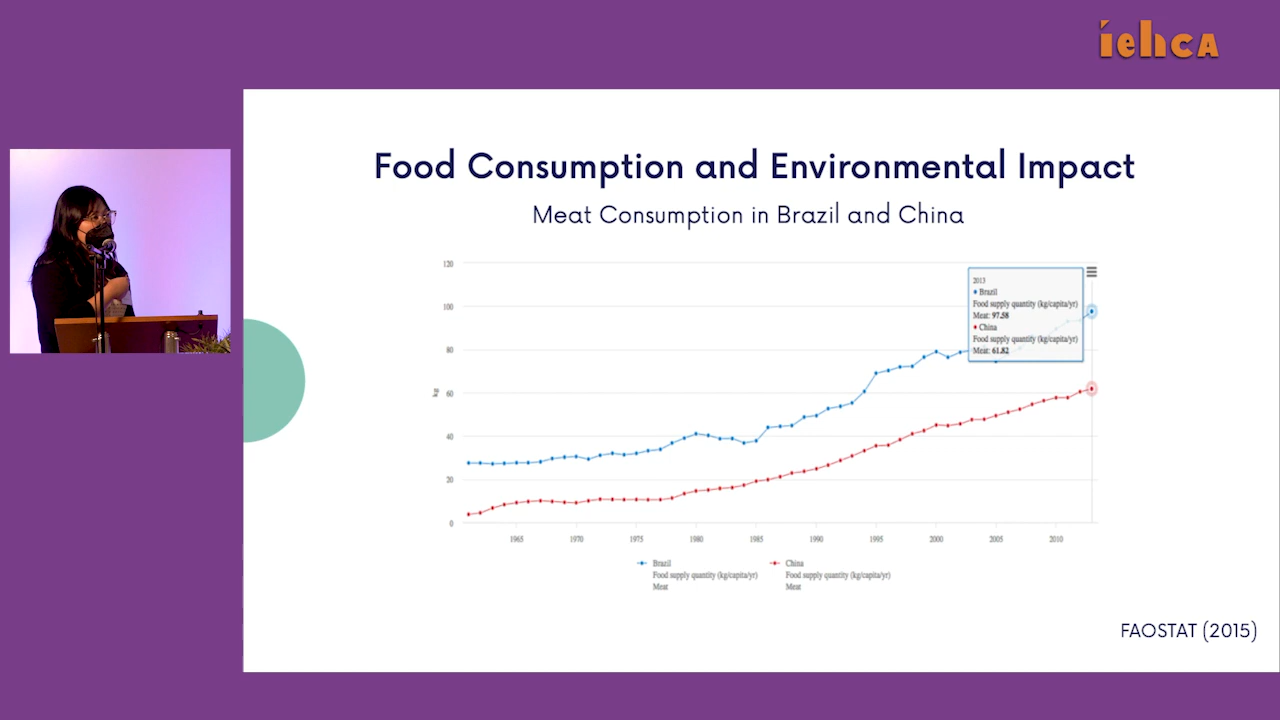 iehcA
Food Consumption and Environmental Impact
Meat Consumption in Brazil and China
120
100
80
60
40
20
0
kg
2013
Brazil
Food supply quantity (kg/capita/yr)
Meat: 97.58
China
Food supply quantity (kg/capita/yr)
Meat: 61.82
1965 1970 1975 1980 1985 1990 1995 2000 2005 2010
Brazil
Food supply quantity (kg/capita/yr)
Meat
China
Food supply quantity (kg/capita/yr)
Meat
FAOSTAT (2015)